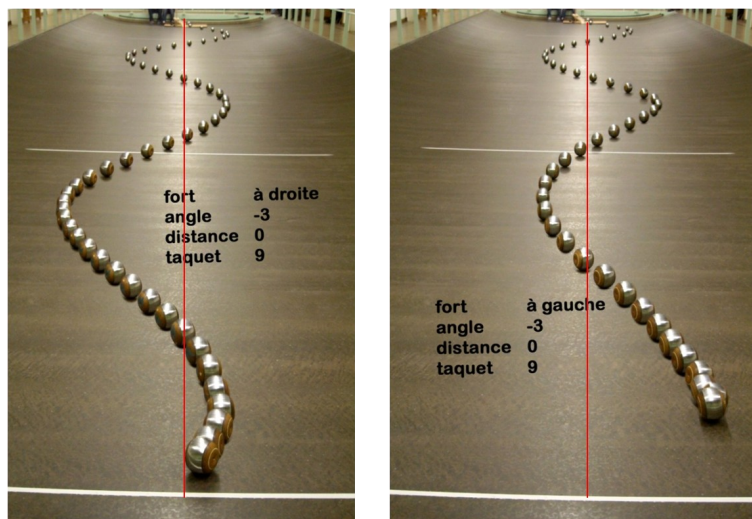 fort à droite
angle -3
distance 0
taquet 9
fort à gauche
angle -3
distance 0
taquet 9